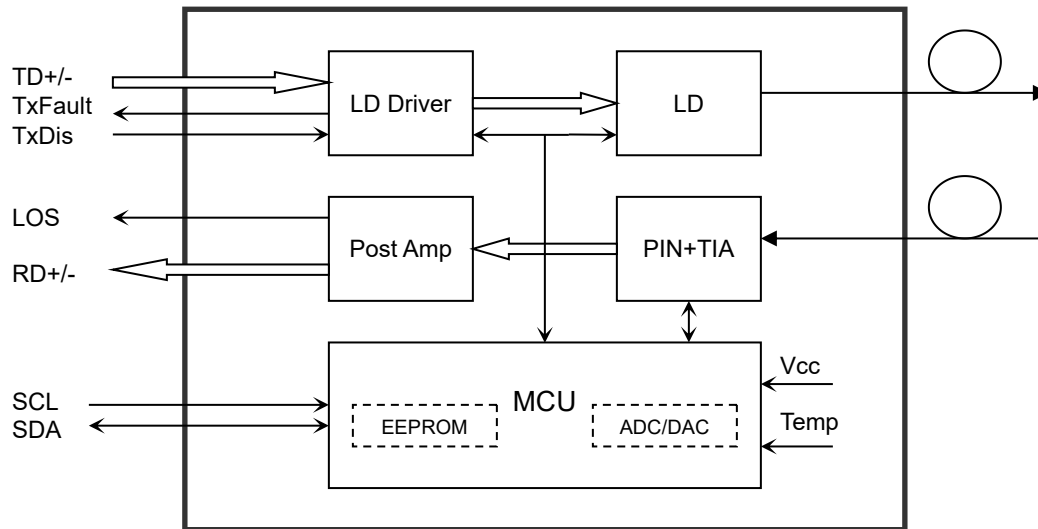 TD+/-
TxFault
TxDis
LD Driver
LD
LOS
RD+/-
Post Amp
PIN+TIA
SCL
SDA
MCU
EEPROM
ADC/DAC
Vcc
Temp